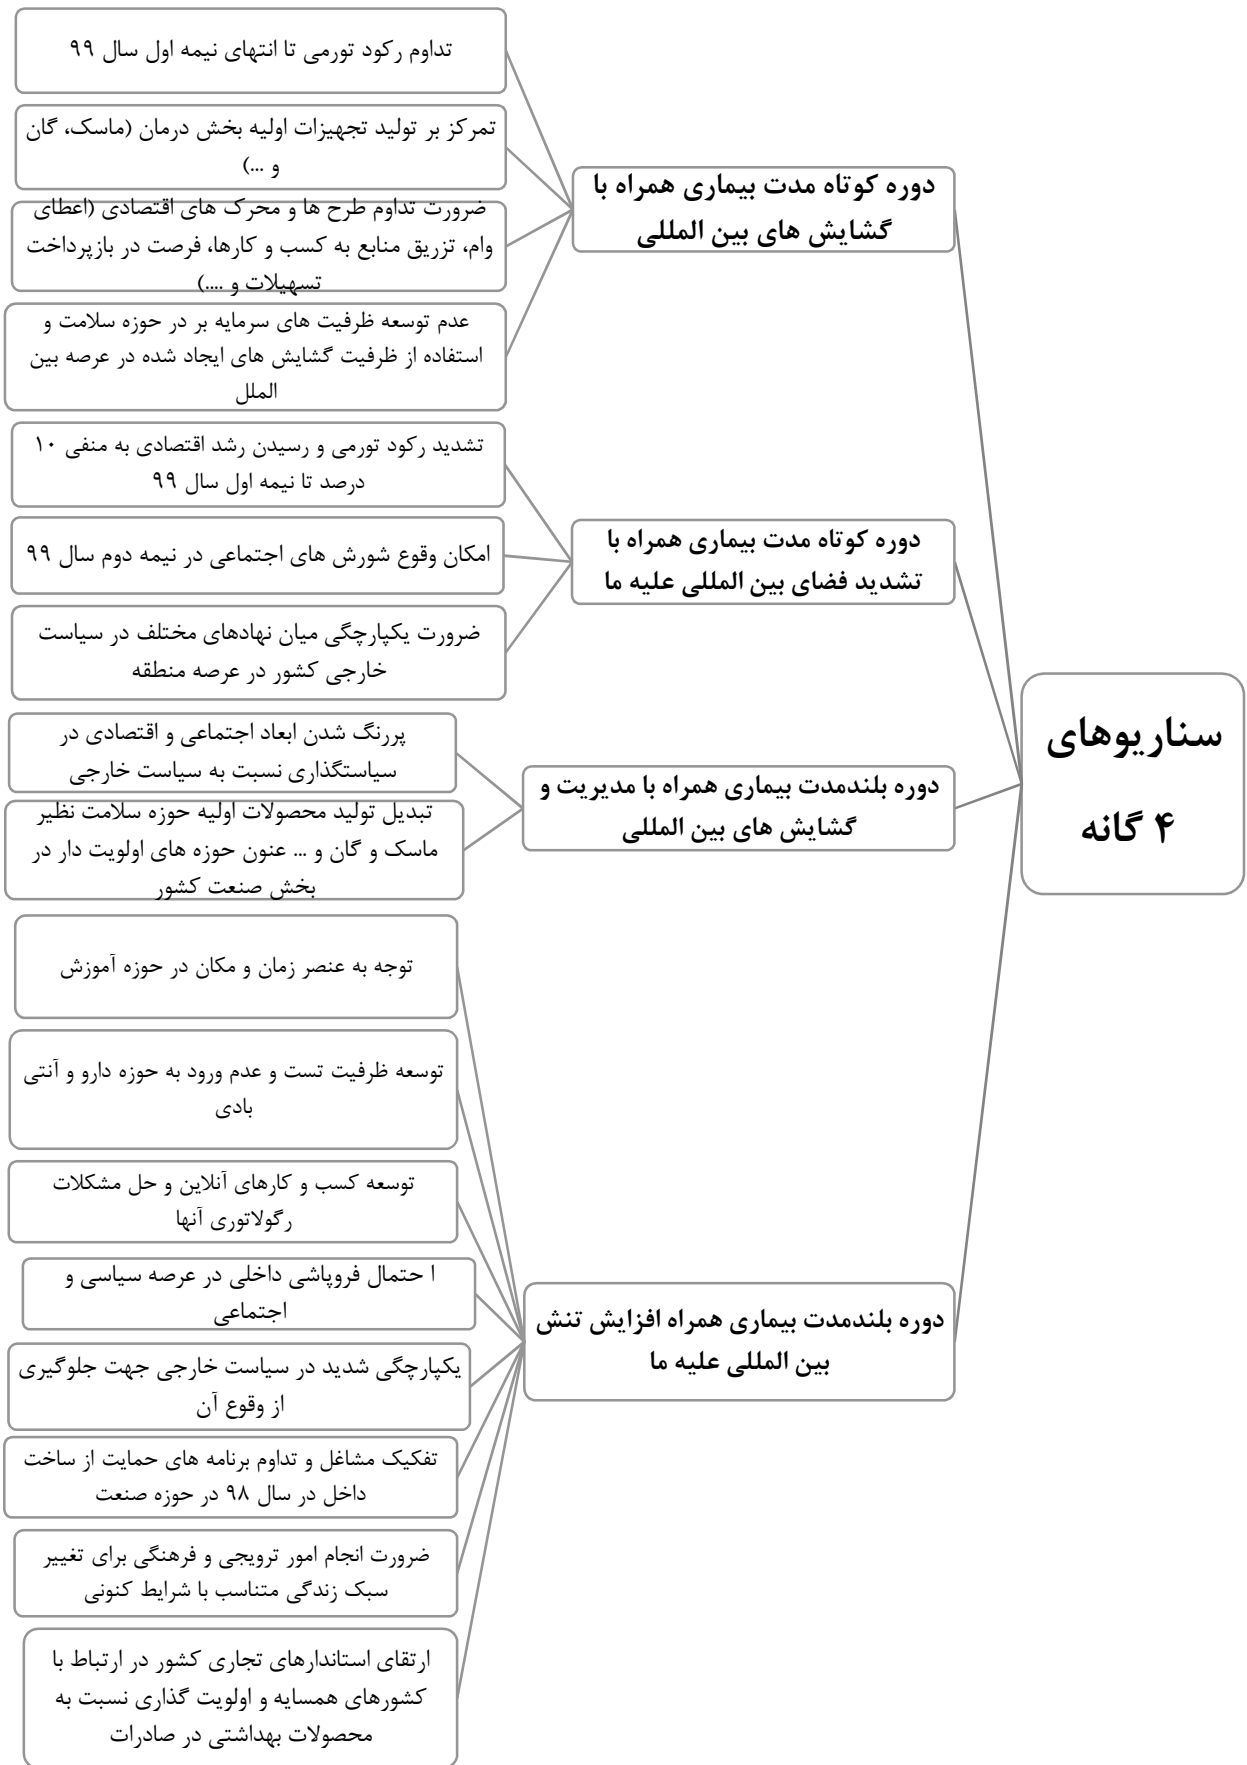 سناریوهای
۴ گانه
دوره کوتاه مدت بیماری همراه با
گشایش های بین المللی
تداوم رکود تورمی تا انتهای نیمه اول سال ۹۹
تمرکز بر تولید تجهیزات اولیه بخش درمان (ماسک، گان
و ...)
ضرورت تداوم طرح ها و محرک های اقتصادی (اعطای
وام، تزریق منابع به کسب و کارها، فرصت در بازپرداخت
تسهیلات و ....)
عدم توسعه ظرفیت های سرمایه بر در حوزه سلامت و
استفاده از ظرفیت گشایش های ایجاد شده در عرصه بین
الملل
دوره کوتاه مدت بیماری همراه با
تشدید فضای بین المللی علیه ما
تشدید رکود تورمی و رسیدن رشد اقتصادی به منفی ۱۰
درصد تا نیمه اول سال ۹۹
امکان وقوع شورش های اجتماعی در نیمه دوم سال ۹۹
ضرورت یکپارچگی میان نهادهای مختلف در سیاست
خارجی کشور در عرصه منطقه
دوره بلندمدت بیماری همراه با مدیریت و
گشایش های بین المللی
پررنگ شدن ابعاد اجتماعی و اقتصادی در
سیاستگذاری نسبت به سیاست خارجی
تبدیل تولید محصولات اولیه حوزه سلامت نظیر
ماسک و گان و ... عنون حوزه های اولویت دار در
بخش صنعت کشور
دوره بلندمدت بیماری همراه افزایش تنش
بین المللی علیه ما
توجه به عنصر زمان و مکان در حوزه آموزش
توسعه ظرفیت تست و عدم ورود به حوزه دارو و آنتی
بادی
توسعه کسب و کارهای آنلاین و حل مشکلات
رگولاتوری آنها
ا حتمال فروپاشی داخلی در عرصه سیاسی و
اجتماعی
یکپارچگی شدید در سیاست خارجی جهت جلوگیری
از وقوع آن
تفکیک مشاغل و تداوم برنامه های حمایت از ساخت
داخل در سال ۹۸ در حوزه صنعت
ضرورت انجام امور ترویجی و فرهنگی برای تغییر
سبک زندگی متناسب با شرایط کنونی
ارتقای استاندارهای تجاری کشور در ارتباط با
کشورهای همسایه و اولویت گذاری نسبت به
محصولات بهداشتی در صادرات